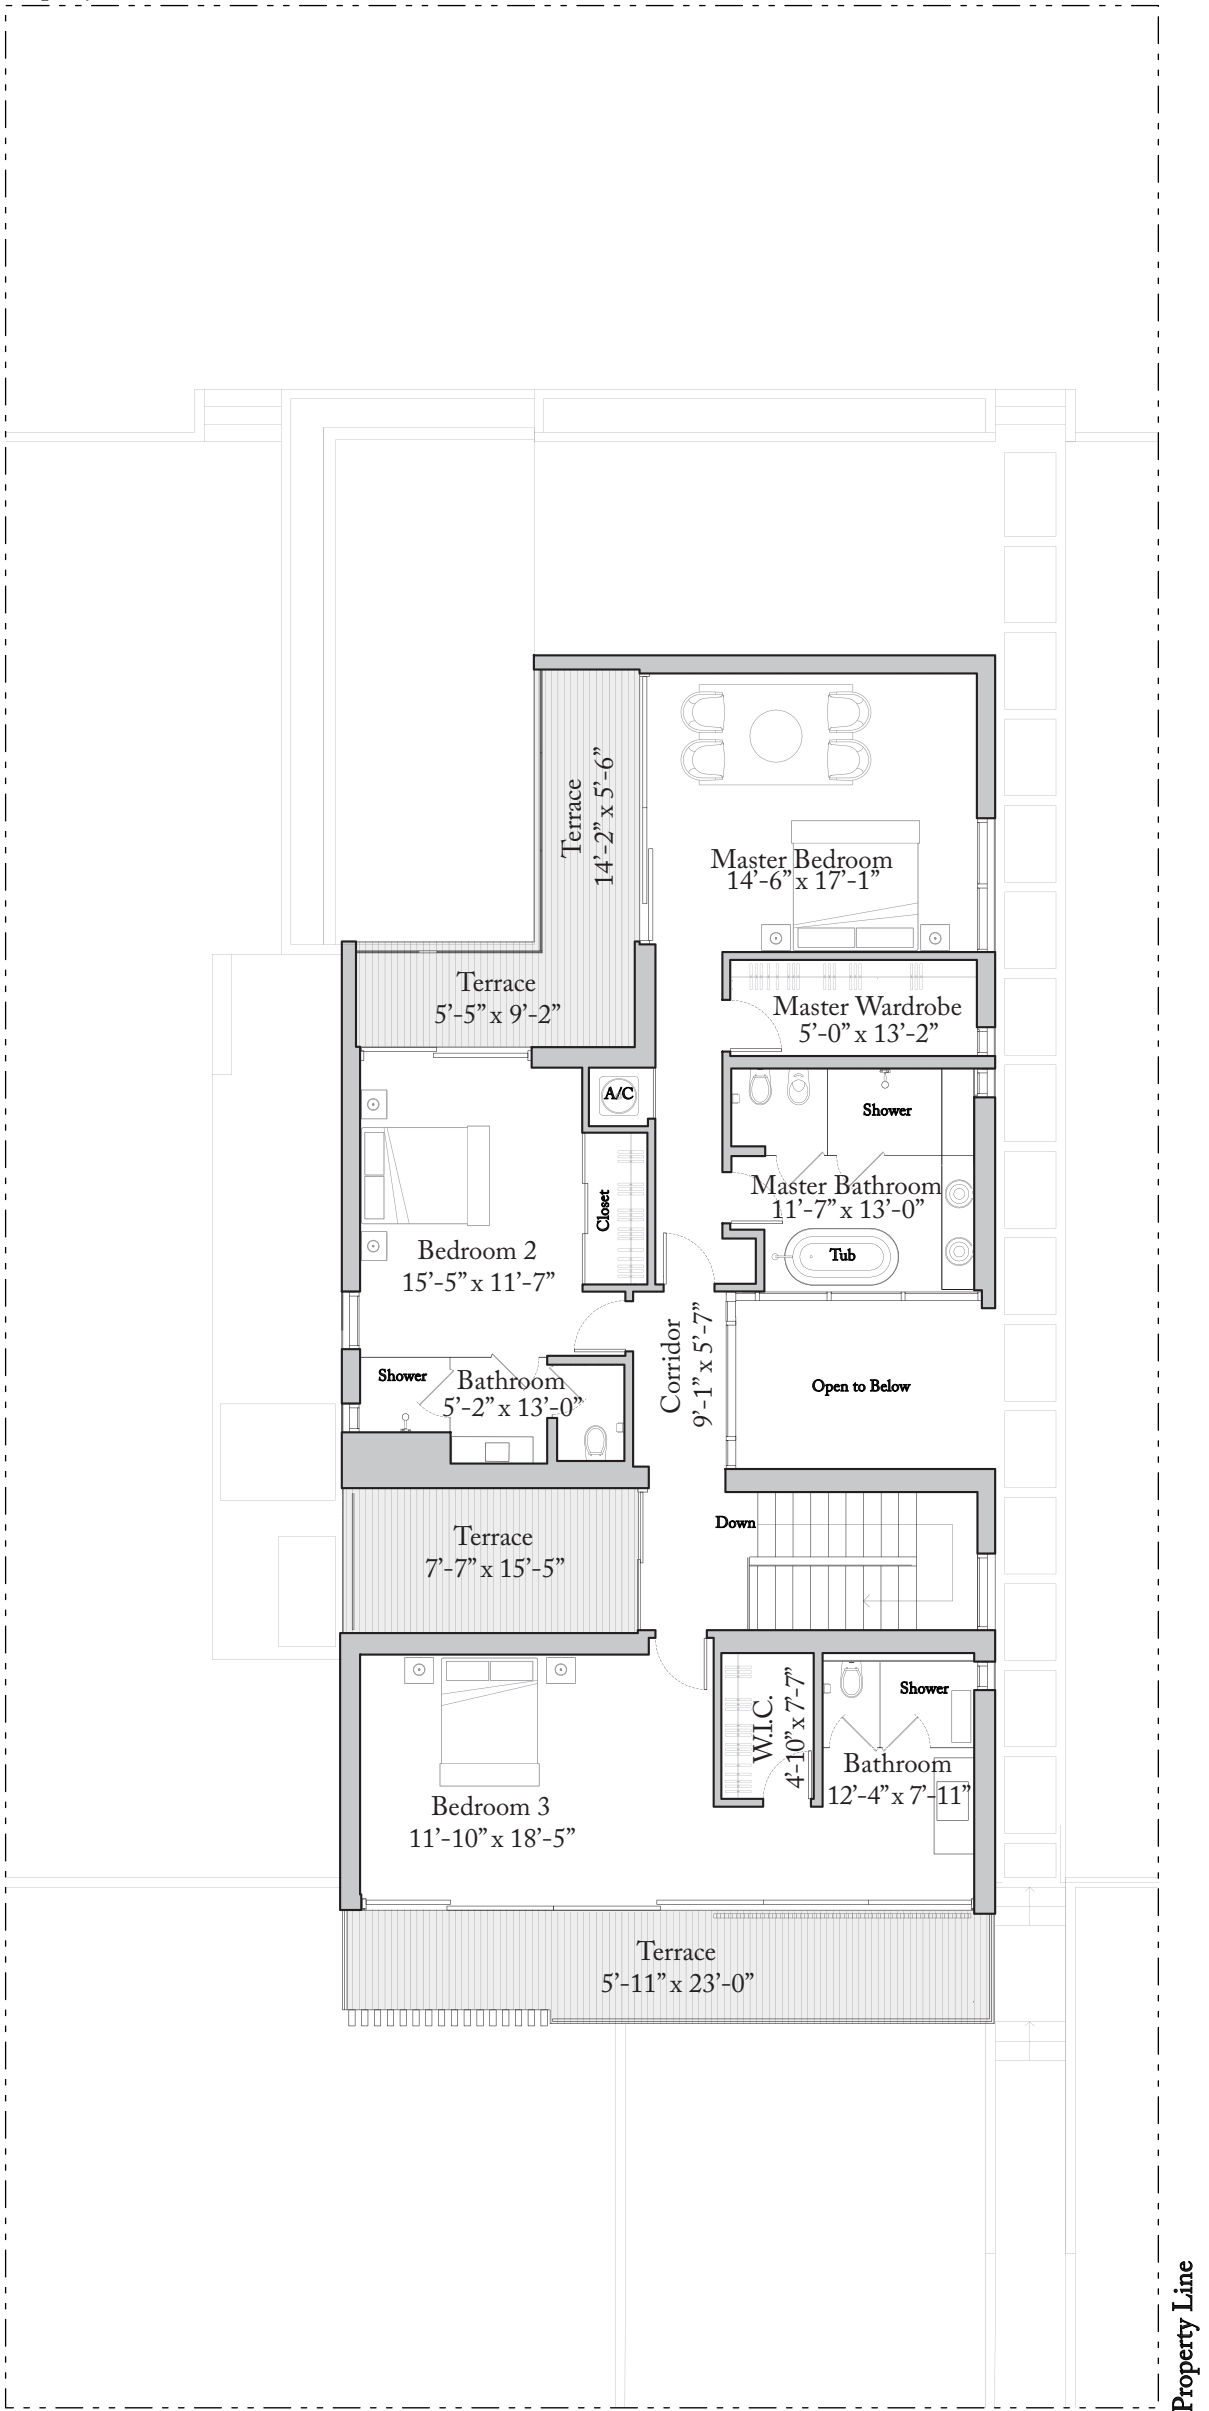 Terrace
14’-2” x 5’-6”
Master Bedroom
14’-6” x 17’-1”
Terrace
5’-5” x 9’-2”
Master Wardrobe
5’-0” x 13’-2”
A/C
Shower
Closet
Master Bathroom
11’-7” x 13’-0”
Bedroom 2
15’-5” x 11’-7”
Tub
Corridor
9’-1” x 5’-7”
Shower
Bathroom
5’-2” x 13’-0”
Open to Below
Down
Terrace
7’-7” x 15’-5”
W.I.C.
4’-10” x 7’-7”
Shower
Bathroom
12’-4” x 7’-11”
Bedroom 3
11’-10” x 18’-5”
Terrace
5’-11” x 23’-0”
Property Line